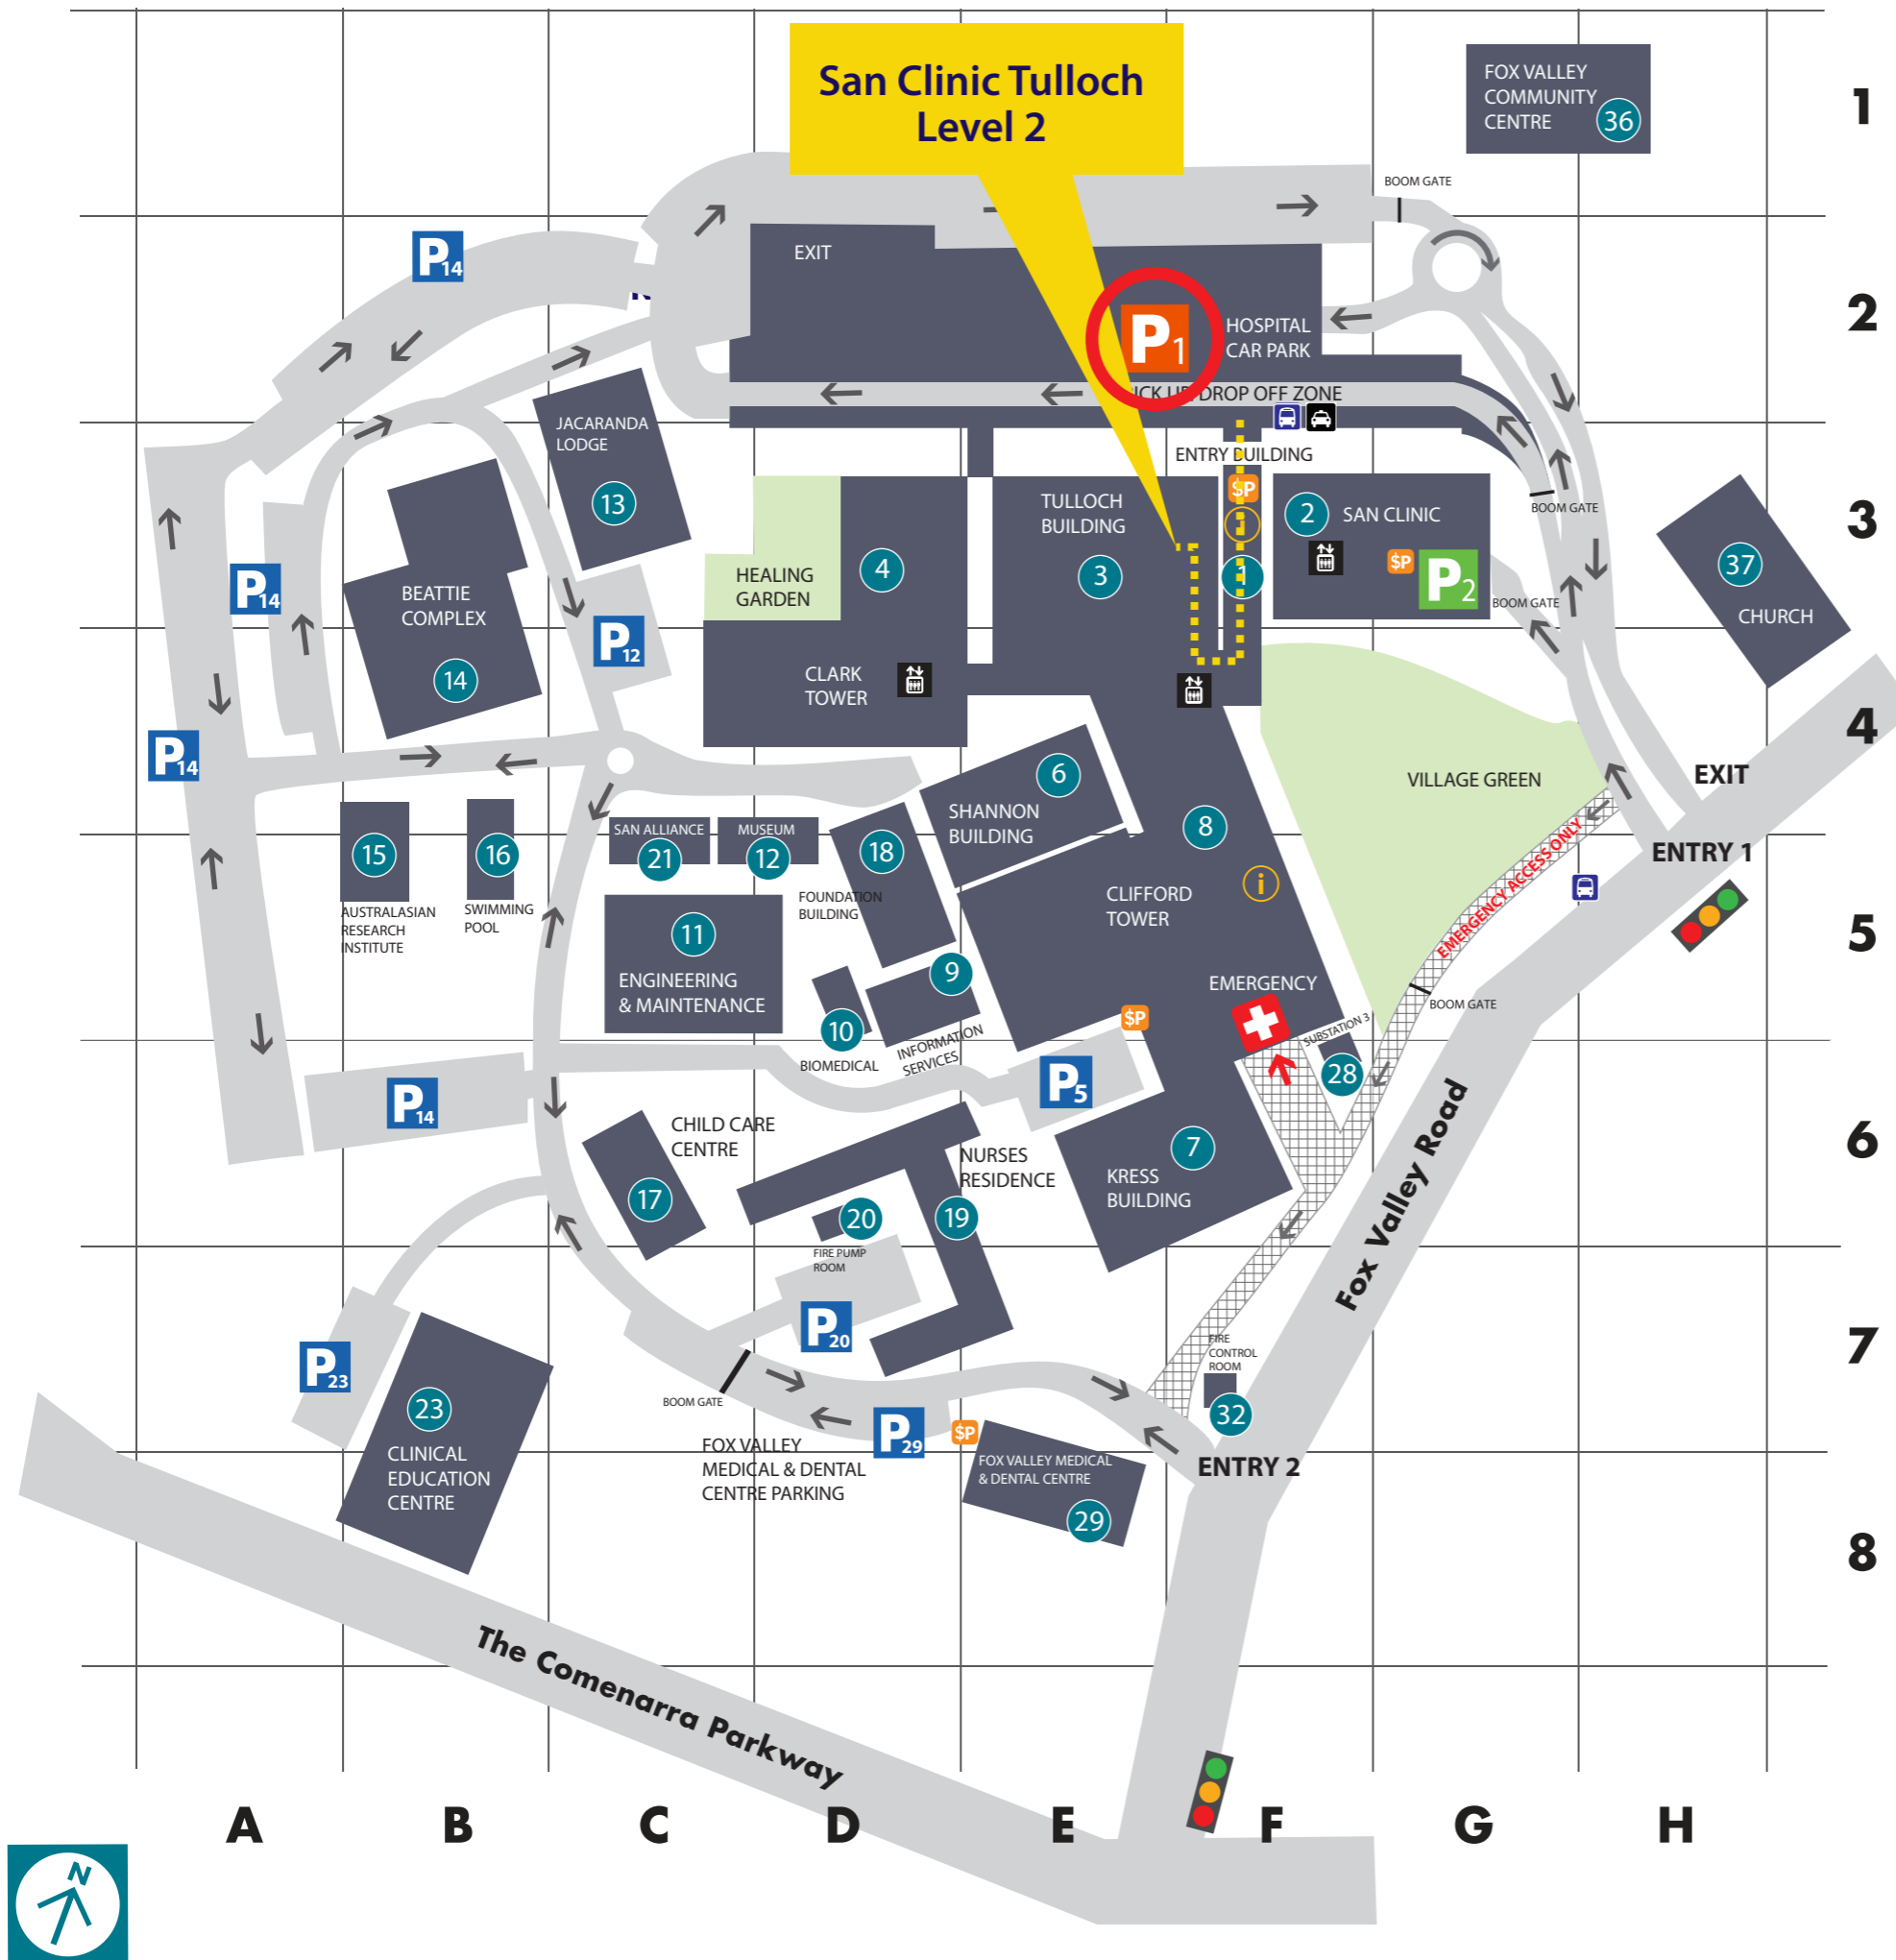 San Clinic Tulloch
Level 2
FOX VALLEY
COMMUNITY
CENTRE
36
1
BOOM GATE
P14
EXIT
P1
HOSPITAL
CAR PARK
2
DROP OFF ZONE
JACARANDA
LODGE
13
ENTRY BUILDING
$P
TULLOCH
BUILDING
3
4
HEALING
GARDEN
1
2
SAN CLINIC
$P
P2
BOOM GATE
BOOM GATE
3
37
CHURCH
P14
BEATTIE
COMPLEX
14
P12
CLARK
TOWER
P14
4
VILLAGE GREEN
EXIT
ENTRY 1
6
SHANNON
BUILDING
8
SAN ALLIANCE
21
MUSEUM
12
18
15
16
AUSTRALASIAN
RESEARCH
INSTITUTE
SWIMMING
POOL
FOUNDATION
BUILDING
CLIFFORD
TOWER
i
EMERGENCY ACCESS ONLY
5
11
ENGINEERING
& MAINTENANCE
9
10
BIOMEDICAL
INFORMATION
SERVICES
$P
EMERGENCY
SUBSTATION 3
28
BOOM GATE
P5
P14
CHILD CARE
CENTRE
17
NURSES
RESIDENCE
19
20
FIRE PUMP
ROOM
7
KRESS
BUILDING
Fox Valley Road
6
P20
P23
23
CLINICAL
EDUCATION
CENTRE
BOOM GATE
FIRE
CONTROL
ROOM
32
7
P29
$P
FOX VALLEY
MEDICAL & DENTAL
CENTRE PARKING
FOX VALLEY MEDICAL
& DENTAL CENTRE
29
ENTRY 2
8
The Comenarra Parkway
A
B
C
D
E
F
G
H
N